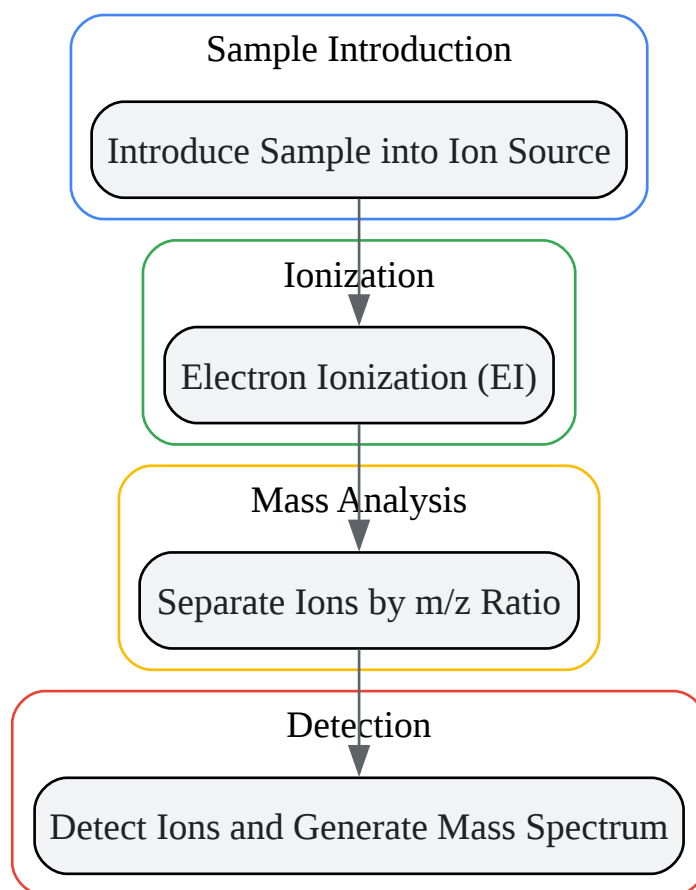 Sample Introduction
Introduce Sample into Ion Source
Ionization
Electron Ionization (EI)
Mass Analysis
Separate Ions by m/z Ratio
Detection
Detect Ions and Generate Mass Spectrum